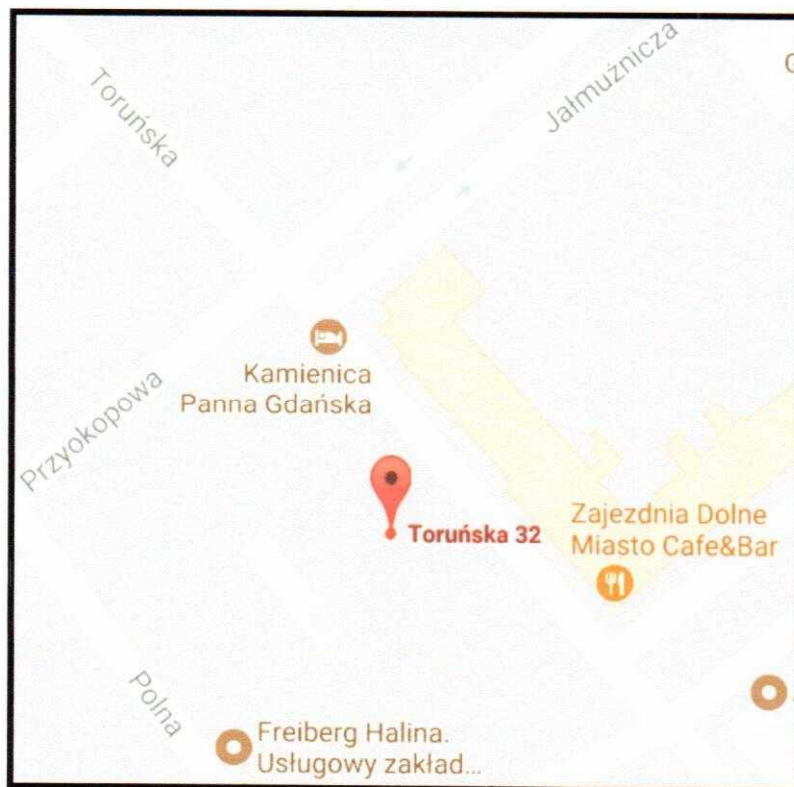 Toruńska
Jałmużnicza
Kamienica
Panna Gdańska
Przyokopowa
Toruńska 32
Zajezdnia Dolne
Miasto Cafe&Bar
Polna
Freiberg Halina.
Usługowy zakład...